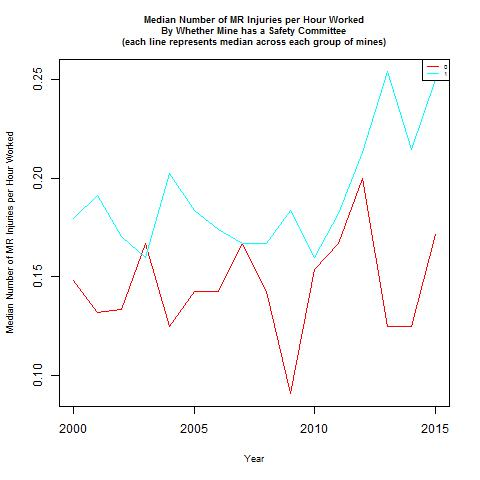 Median Number of MR Injuries per Hour Worked
By Whether Mine has a Safety Committee
(each line represents median across each group of mines)
0
1
0.25
0.20
0.15
0.10
Median Number of MR Injuries per Hour Worked
2000 2005 2010 2015
Year